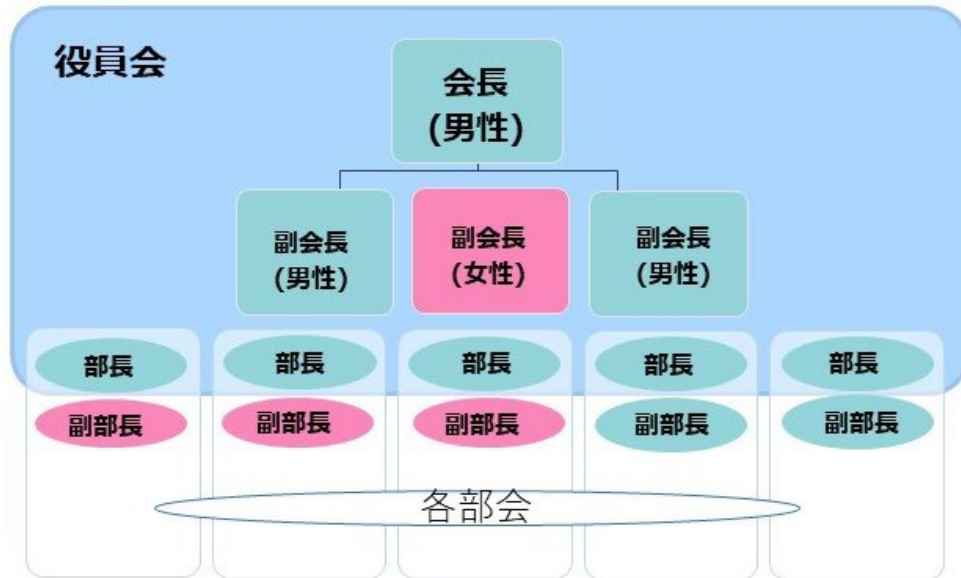 役員会
会長
(男性)
副会長
(男性)
副会長
(女性)
副会長
(男性)
部長
部長
部長
部長
部長
副部長
副部長
副部長
副部長
副部長
各部会